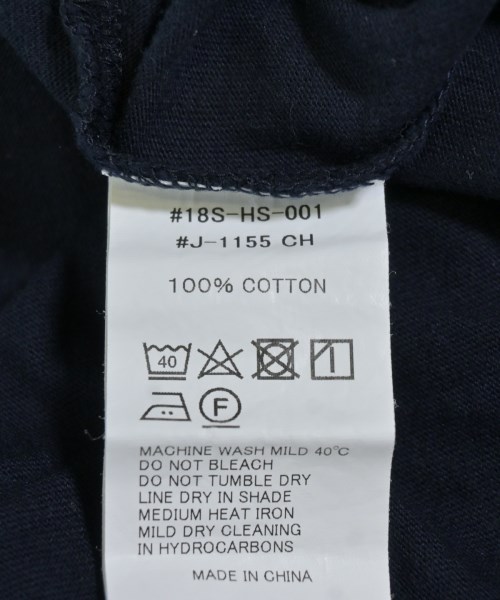 #18S-HS-001
#J-1155 CH
100% COTTON
40
F
MACHINE WASH MILD 40℃
DO NOT BLEACH
DO NOT TUMBLE DRY
LINE DRY IN SHADE
MEDIUM HEAT IRON
MILD DRY CLEANING
IN HYDROCARBONS
MADE IN CHINA